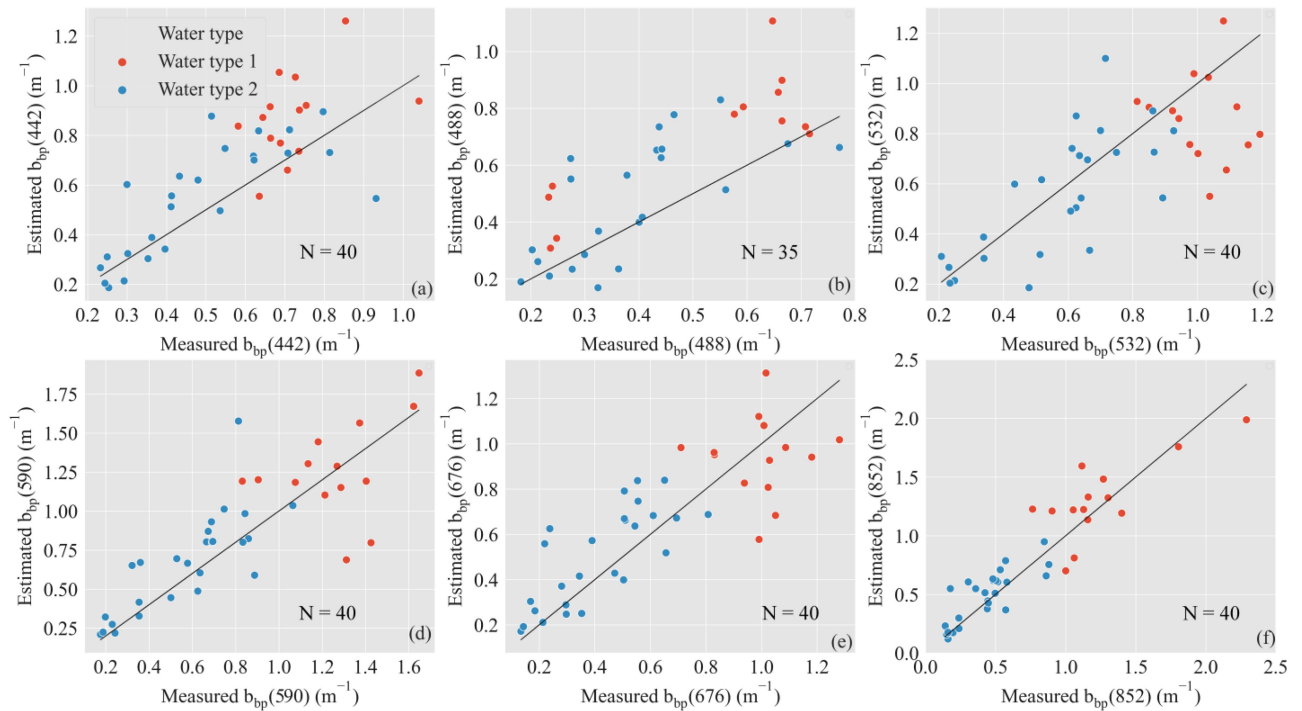 Water type
Water type 1
Water type 2
Estimated b_bp(442) (m⁻¹)
1.2
1.0
0.8
0.6
0.4
0.2
N = 40
(a)
0.2 0.3 0.4 0.5 0.6 0.7 0.8 0.9 1.0
Measured b_bp(442) (m⁻¹)
Estimated b_bp(488) (m⁻¹)
1.0
0.8
0.6
0.4
0.2
N = 35
(b)
0.2 0.3 0.4 0.5 0.6 0.7 0.8
Measured b_bp(488) (m⁻¹)
Estimated b_bp(532) (m⁻¹)
1.2
1.0
0.8
0.6
0.4
0.2
N = 40
(c)
0.2 0.4 0.6 0.8 1.0 1.2
Measured b_bp(532) (m⁻¹)
Estimated b_bp(590) (m⁻¹)
1.75
1.50
1.25
1.00
0.75
0.50
0.25
N = 40
(d)
0.2 0.4 0.6 0.8 1.0 1.2 1.4 1.6
Measured b_bp(590) (m⁻¹)
Estimated b_bp(676) (m⁻¹)
1.2
1.0
0.8
0.6
0.4
0.2
N = 40
(e)
0.2 0.4 0.6 0.8 1.0 1.2
Measured b_bp(676) (m⁻¹)
Estimated b_bp(852) (m⁻¹)
2.5
2.0
1.5
1.0
0.5
0.0
N = 40
(f)
0.0 0.5 1.0 1.5 2.0 2.5
Measured b_bp(852) (m⁻¹)